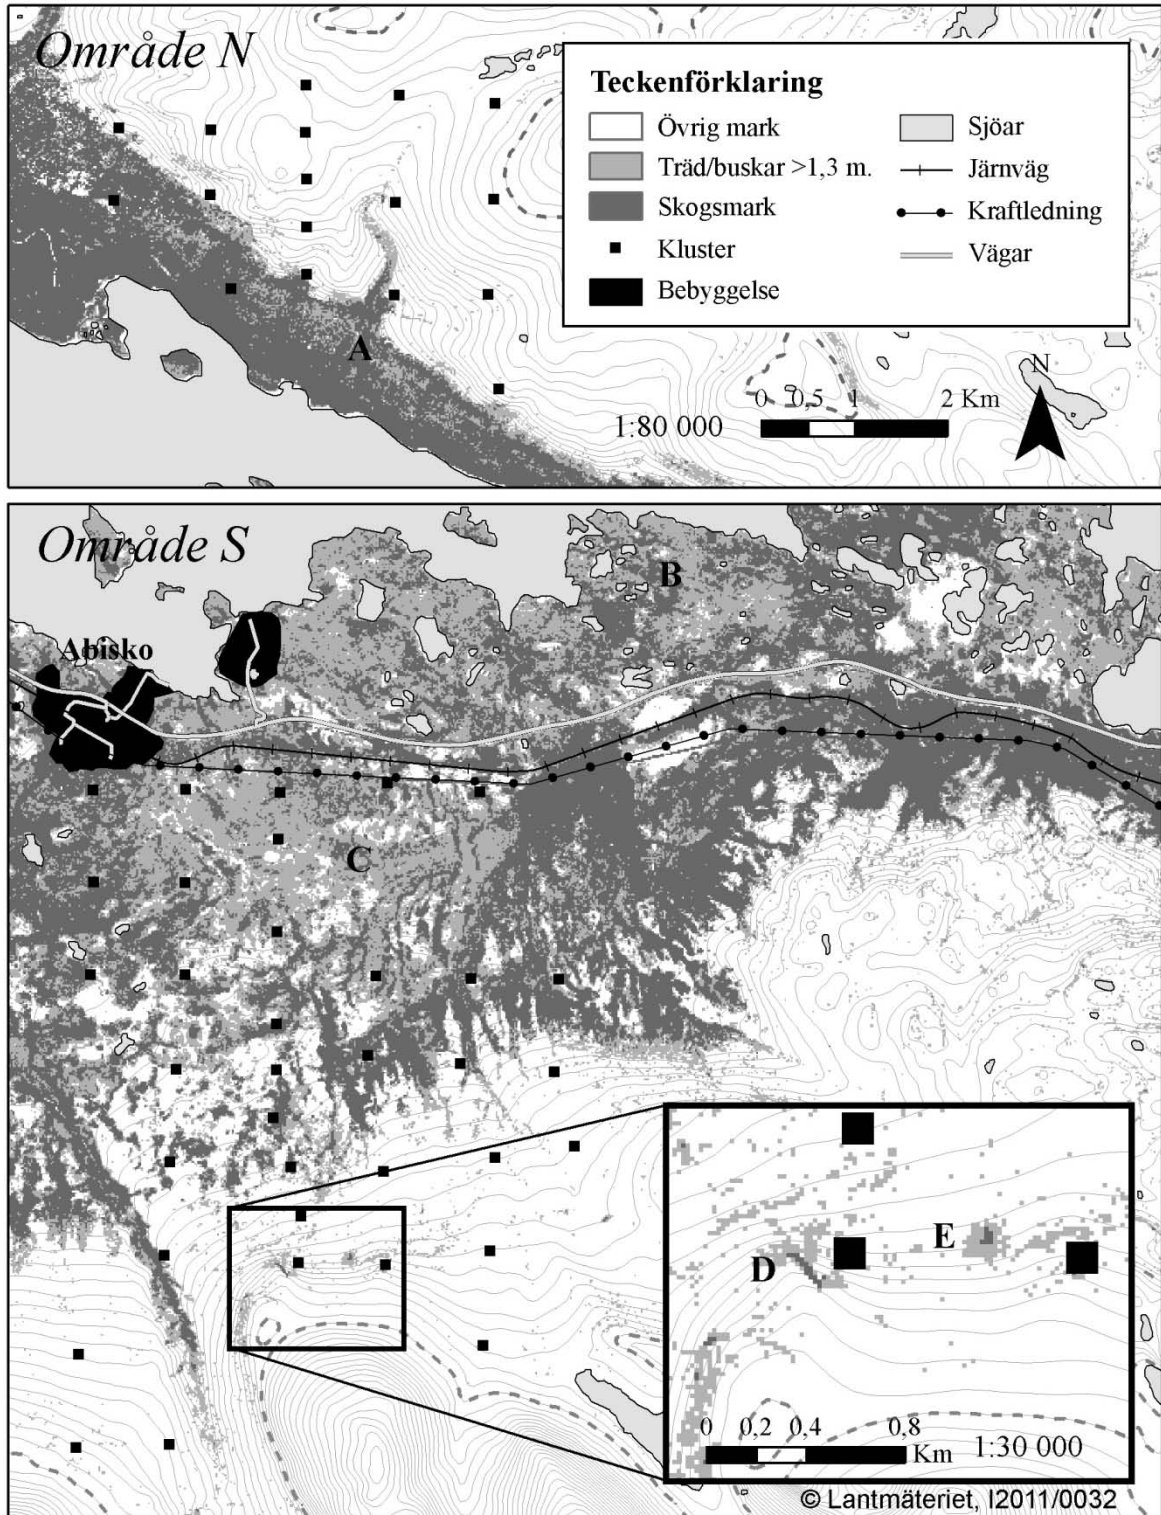 Område N
Teckenförklaring
Övrig mark
Träd/buskar >1,3 m.
Skogsmark
Kluster
Bebyggelse
Sjöar
Järnväg
Kraftledning
Vägar
A
N
0 0,5 1 2 Km
1:80 000
Område S
B
Abisko
C
E
D
0 0,2 0,4 0,8
Km 1:30 000
© Lantmäteriet, I2011/0032